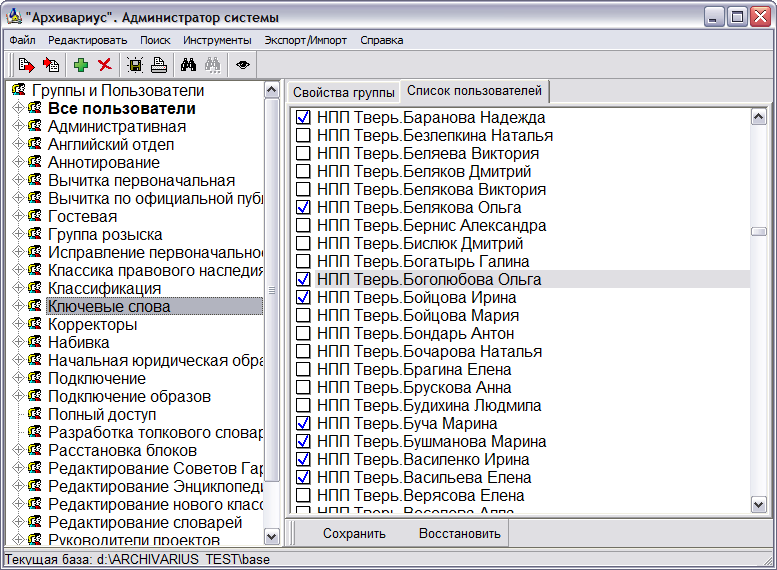 "Архивариус". Администратор системы
Файл Редактировать Поиск Инструменты Экспорт/Импорт Справка
Группы и Пользователи
Все пользователи
Административная
Английский отдел
Аннотирование
Вычитка первоначальная
Вычитка по официальной публ
Гостевая
Группа розыска
Исправление первоначальное
Классика правового наследия
Классификация
Ключевые слова
Корректоры
Набивка
Начальная юридическая обра
Подключение
Подключение образов
Полный доступ
Разработка толкового словар
Расстановка блоков
Редактирование Советов Гар
Редактирование Энциклопеди
Редактирование нового класс
Редактирование словарей
Руководители проектов
Свойства группы Список пользователей
НПП Тверь.Баранова Надежда
НПП Тверь.Безлепкина Наталья
НПП Тверь.Беляева Виктория
НПП Тверь.Беляков Дмитрий
НПП Тверь.Белякова Виктория
НПП Тверь.Белякова Ольга
НПП Тверь.Бернис Александра
НПП Тверь.Бислюк Дмитрий
НПП Тверь.Богатырь Галина
НПП Тверь.Боголюбова Ольга
НПП Тверь.Бойцова Ирина
НПП Тверь.Бойцова Мария
НПП Тверь.Бондарь Антон
НПП Тверь.Бочарова Наталья
НПП Тверь.Брагина Елена
НПП Тверь.Брускова Анна
НПП Тверь.Будихина Людмила
НПП Тверь.Буча Марина
НПП Тверь.Бушманова Марина
НПП Тверь.Василенко Ирина
НПП Тверь.Васильева Елена
НПП Тверь.Верясова Елена
НПП Тверь.Веселова Алла
Сохранить Восстановить
Текущая база: d:\ARCHIVARIUS_TEST\base